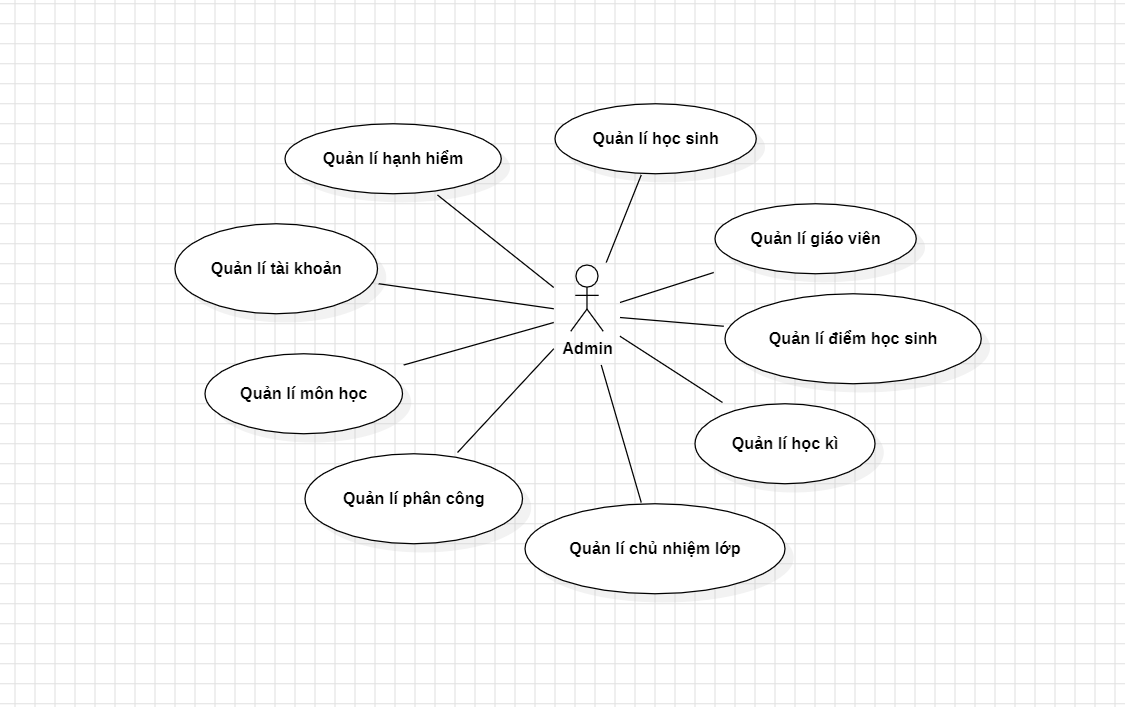 Quản lí học sinh
Quản lí hạnh hiểm
Quản lí giáo viên
Quản lí tài khoản
Quản lí điểm học sinh
Admin
Quản lí môn học
Quản lí học kì
Quản lí phân công
Quản lí chủ nhiệm lớp